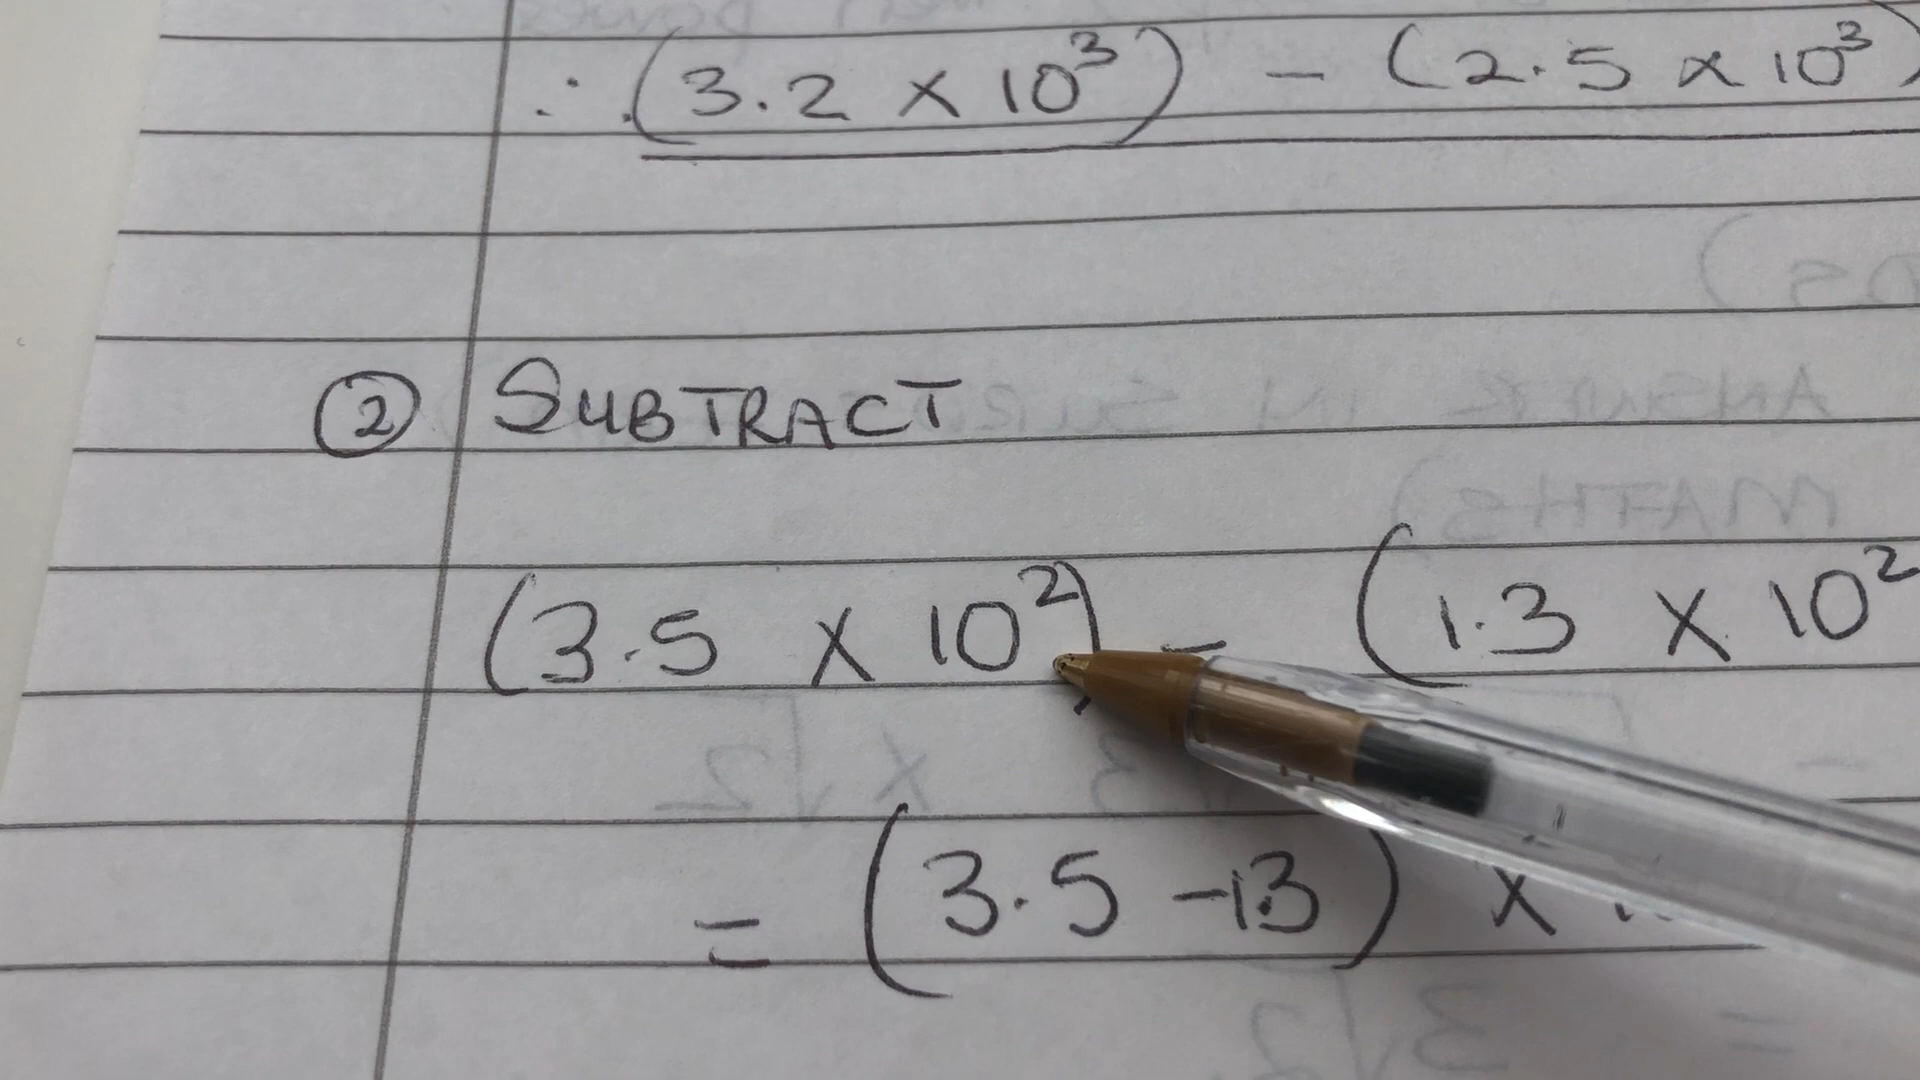 ∴ (3.2 × 10³) - (2.5 × 10³)
② SUBTRACT
(3.5 × 10²) - (1.3 × 10²
= (3.5 - 1.3) ×